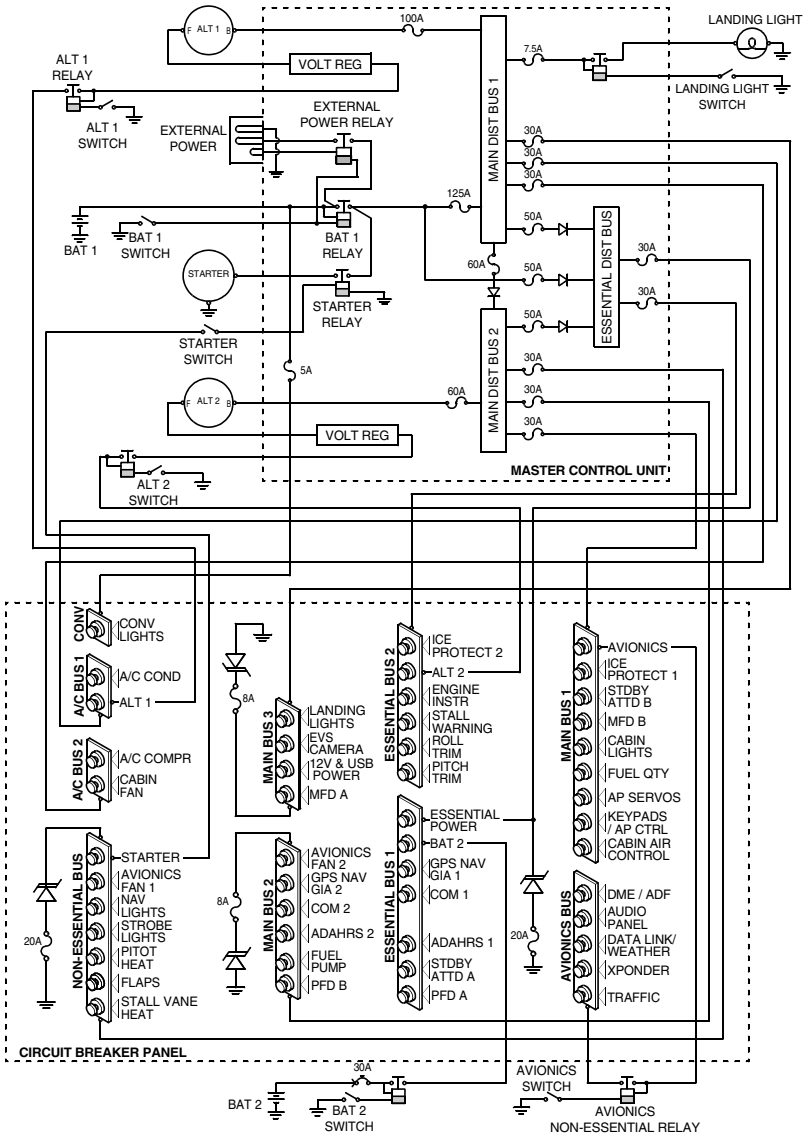 ALT 1
RELAY
ALT 1
SWITCH
F
ALT 1
B
100A
VOLT REG
EXTERNAL
POWER
EXTERNAL
POWER RELAY
MAIN DIST BUS 1
7.5A
LANDING LIGHT
LANDING LIGHT
SWITCH
30A
30A
30A
BAT 1
BAT 1
SWITCH
BAT 1
RELAY
125A
50A
ESSENTIAL DIST BUS
60A
50A
30A
30A
STARTER
STARTER
RELAY
STARTER
SWITCH
5A
MAIN DIST BUS 2
50A
30A
30A
30A
F
ALT 2
B
60A
VOLT REG
ALT 2
SWITCH
MASTER CONTROL UNIT
CONV
CONV
LIGHTS
A/C BUS 1
A/C COND
ALT 1
A/C BUS 2
A/C COMPR
CABIN
FAN
NON-ESSENTIAL BUS
STARTER
AVIONICS
FAN 1
NAV
LIGHTS
STROBE
LIGHTS
PITOT
HEAT
FLAPS
STALL VANE
HEAT
20A
8A
MAIN BUS 3
LANDING
LIGHTS
EVS
CAMERA
12V & USB
POWER
MFD A
8A
MAIN BUS 2
AVIONICS
FAN 2
GPS NAV
GIA 2
COM 2
ADAHRS 2
FUEL
PUMP
PFD B
ESSENTIAL BUS 2
ICE
PROTECT 2
ALT 2
ENGINE
INSTR
STALL
WARNING
ROLL
TRIM
PITCH
TRIM
ESSENTIAL BUS 1
ESSENTIAL
POWER
BAT 2
GPS NAV
GIA 1
COM 1
ADAHRS 1
STDBY
ATTD A
PFD A
20A
MAIN BUS 1
AVIONICS
ICE
PROTECT 1
STDBY
ATTD B
MFD B
CABIN
LIGHTS
FUEL QTY
AP SERVOS
KEYPADS
/ AP CTRL
CABIN AIR
CONTROL
AVIONICS BUS
DME / ADF
AUDIO
PANEL
DATA LINK/
WEATHER
XPONDER
TRAFFIC
CIRCUIT BREAKER PANEL
BAT 2
30A
BAT 2
SWITCH
AVIONICS
SWITCH
AVIONICS
NON-ESSENTIAL RELAY